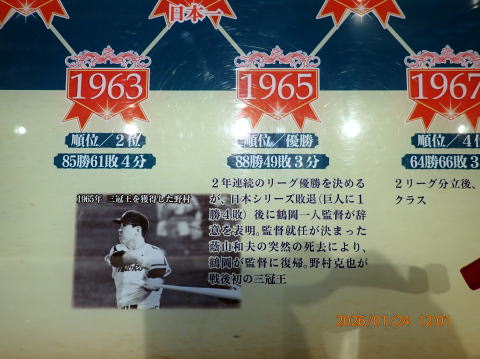 日本一
1963
1965
1967
順位/2位
順位/優勝
順位/4位
85勝61敗4分
88勝49敗3分
64勝66敗3
1965年 三冠王を獲得した野村
2年連続のリーグ優勝を決める
が、日本シリーズ敗退(巨人に1
勝4敗)後に鶴岡一人監督が辞
意を表明。監督就任が決まった
蔭山和夫の突然の死去により、
鶴岡が監督に復帰。野村克也が
戦後初の三冠王
2リーグ分立後、
クラス
2026/01/24 12:0